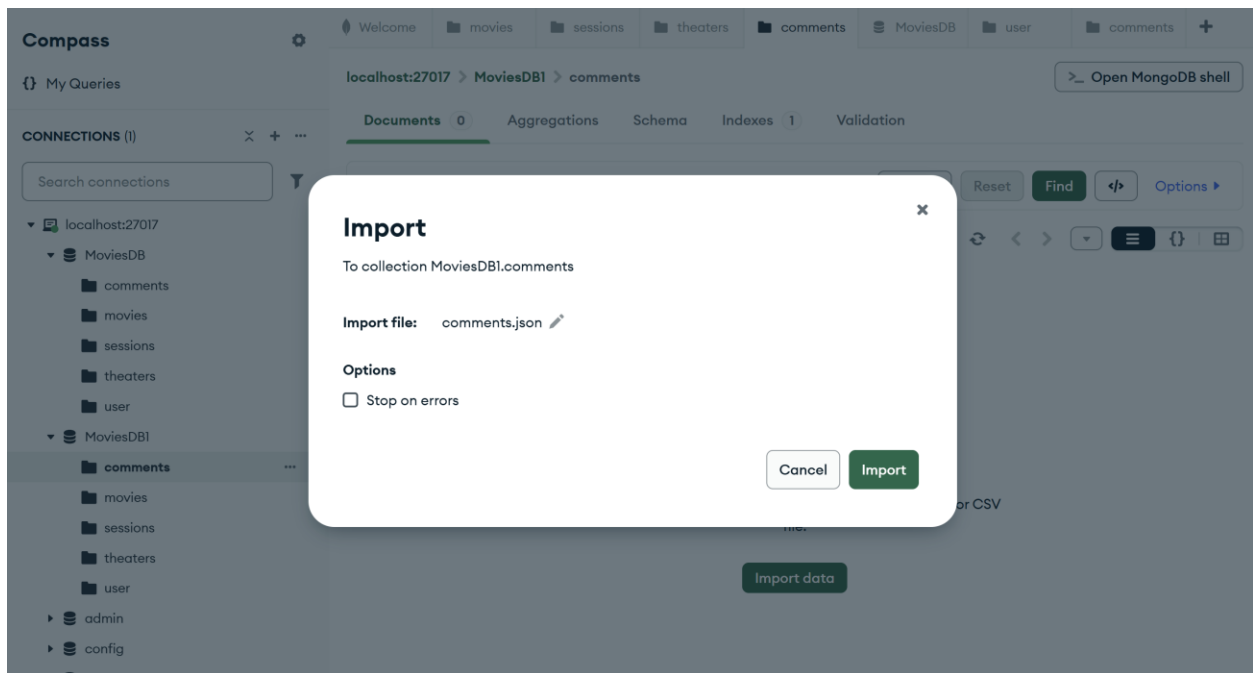 Compass
{} My Queries
CONNECTIONS (1)
Search connections
localhost:27017
MoviesDB
comments
movies
sessions
theaters
user
MoviesDB1
comments
movies
sessions
theaters
user
admin
config
Welcome movies sessions theaters comments MoviesDB user comments
localhost:27017 > MoviesDB1 > comments
>_ Open MongoDB shell
Documents 0 Aggregations Schema Indexes 1 Validation
Reset Find </> Options
{}
Import
To collection MoviesDB1.comments
Import file: comments.json
Options
Stop on errors
Cancel Import
or CSV
Import data